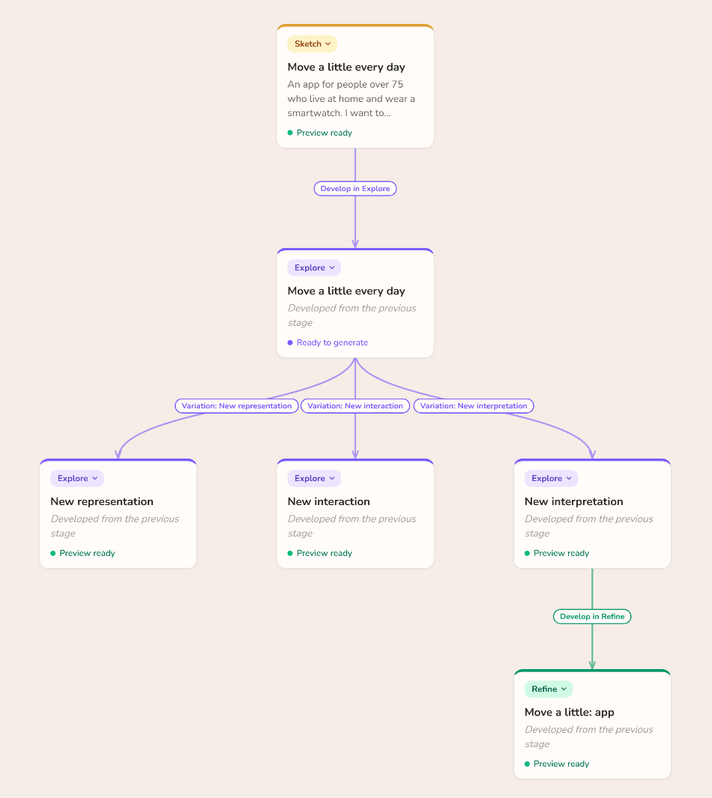 Sketch
Move a little every day
An app for people over 75
who live at home and wear a
smartwatch. I want to...
Preview ready
Develop in Explore
Explore
Move a little every day
Developed from the previous
stage
Ready to generate
Variation: New representation
Variation: New interaction
Variation: New interpretation
Explore
New representation
Developed from the previous
stage
Preview ready
Explore
New interaction
Developed from the previous
stage
Preview ready
Explore
New interpretation
Developed from the previous
stage
Preview ready
Develop in Refine
Refine
Move a little: app
Developed from the previous
stage
Preview ready